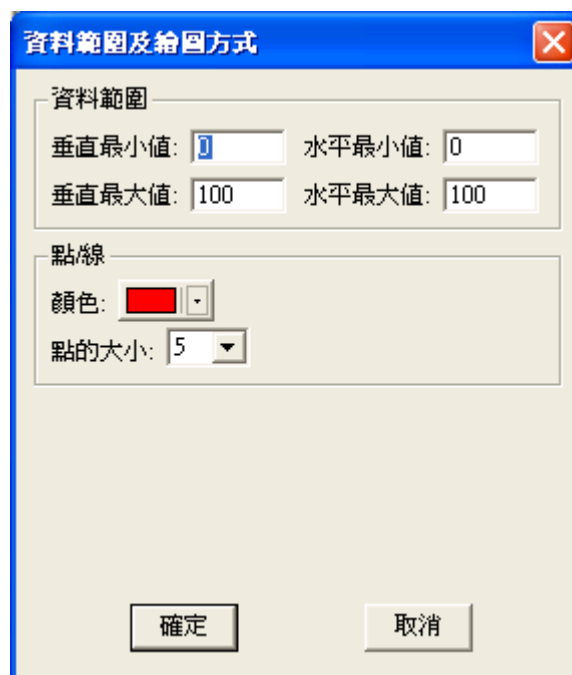 資料範圍及繪圖方式
資料範圍
垂直最小值: 0 水平最小值: 0
垂直最大值: 100 水平最大值: 100
點/線
顏色:
點的大小: 5
確定 取消